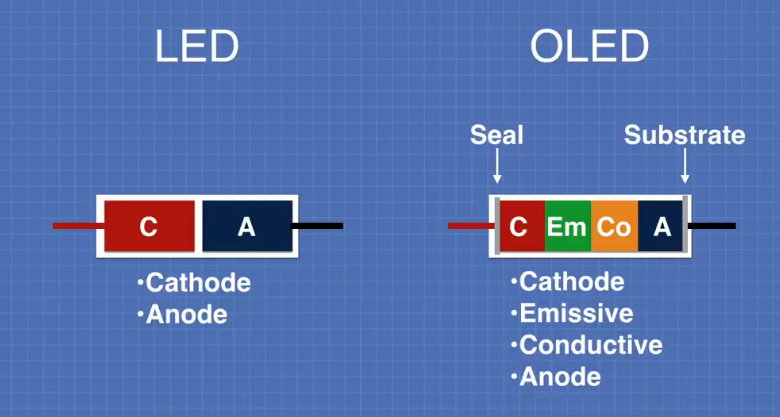 LED
C A
•Cathode
•Anode
OLED
Seal Substrate
C Em Co A
•Cathode
•Emissive
•Conductive
•Anode